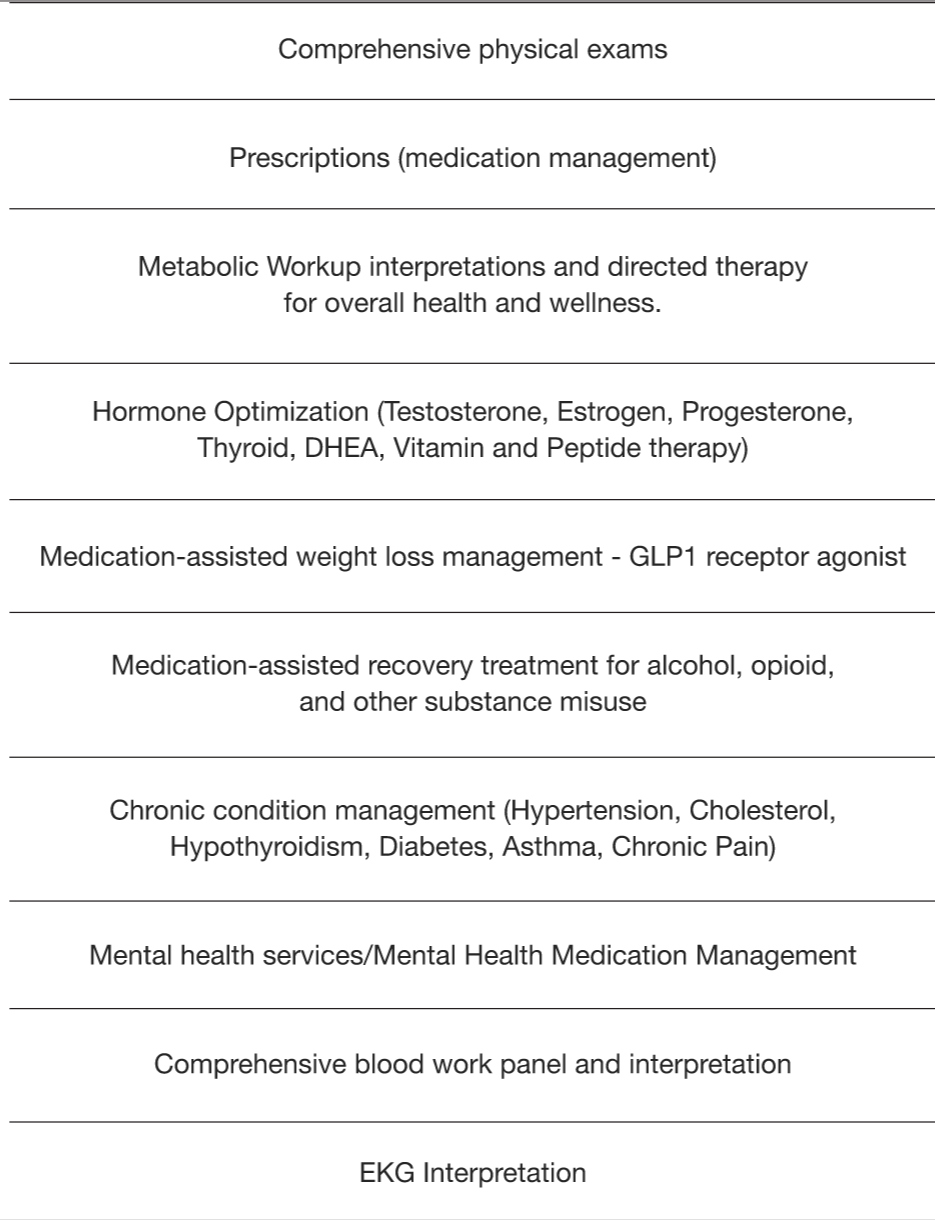 Comprehensive physical exams
Prescriptions (medication management)
Metabolic Workup interpretations and directed therapy
for overall health and wellness.
Hormone Optimization (Testosterone, Estrogen, Progesterone,
Thyroid, DHEA, Vitamin and Peptide therapy)
Medication-assisted weight loss management - GLP1 receptor agonist
Medication-assisted recovery treatment for alcohol, opioid,
and other substance misuse
Chronic condition management (Hypertension, Cholesterol,
Hypothyroidism, Diabetes, Asthma, Chronic Pain)
Mental health services/Mental Health Medication Management
Comprehensive blood work panel and interpretation
EKG Interpretation